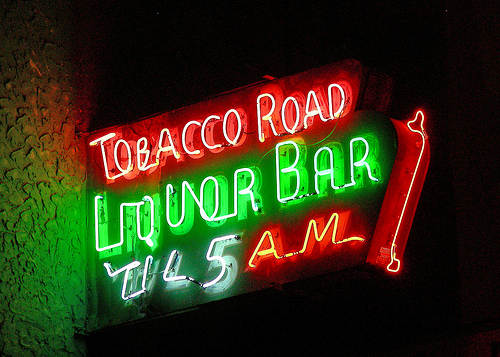 TOBACCO ROAD
LIQUOR BAR
'TIL 5 A.M.